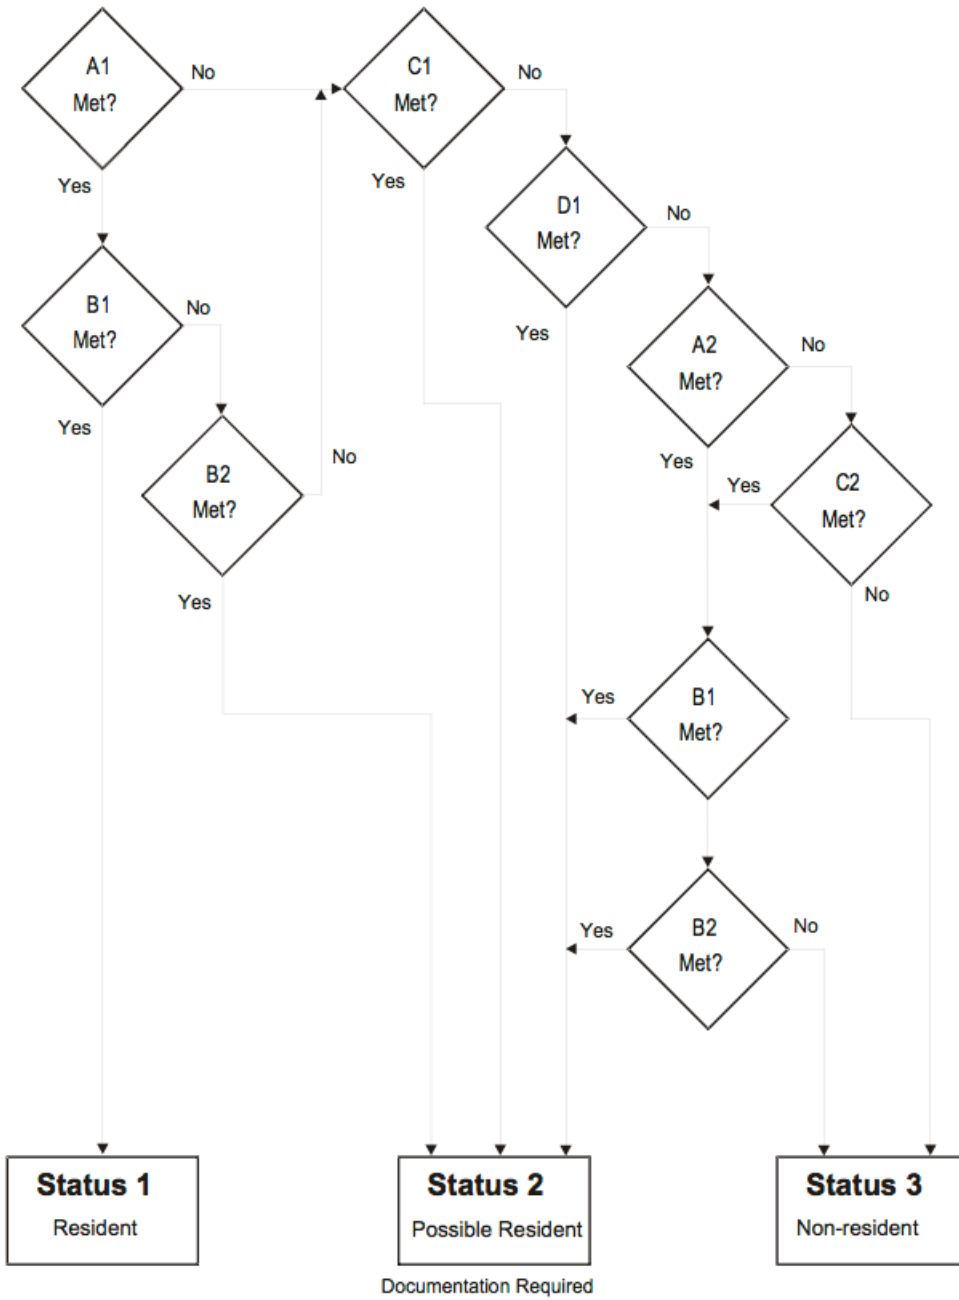 A1
Met?
No
Yes
C1
Met?
No
Yes
D1
Met?
No
Yes
B1
Met?
No
Yes
A2
Met?
No
Yes
B2
Met?
No
Yes
C2
Met?
Yes
No
B1
Met?
Yes
B2
Met?
Yes
No
Status 1
Resident
Status 2
Possible Resident
Documentation Required
Status 3
Non-resident